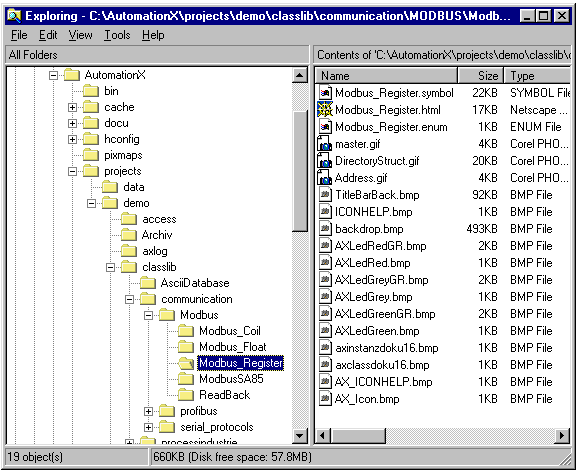 Exploring - C:\AutomationX\projects\demo\classlib\communication\MODBUS\Modb...
File Edit View Tools Help
All Folders
Contents of 'C:\AutomationX\projects\demo\classlib\c
AutomationX
bin
cache
docu
hconfig
pixmaps
projects
data
demo
access
Archiv
axlog
classlib
AsciiDatabase
communication
Modbus
Modbus_Coil
Modbus_Float
Modbus_Register
ModbusSA85
ReadBack
profibus
serial_protocols
processindustrie
Name Size Type
Modbus_Register.symbol 22KB SYMBOL File
Modbus_Register.html 17KB Netscape ...
Modbus_Register.enum 1KB ENUM File
master.gif 4KB Corel PHO...
DirectoryStruct.gif 20KB Corel PHO...
Address.gif 4KB Corel PHO...
TitleBarBack.bmp 92KB BMP File
ICONHELP.bmp 1KB BMP File
backdrop.bmp 493KB BMP File
AXLedRedGR.bmp 2KB BMP File
AXLedRed.bmp 1KB BMP File
AXLedGreyGR.bmp 2KB BMP File
AXLedGrey.bmp 1KB BMP File
AXLedGreenGR.bmp 2KB BMP File
AXLedGreen.bmp 1KB BMP File
axinstanzdoku16.bmp 1KB BMP File
axclassdoku16.bmp 1KB BMP File
AX_ICONHELP.bmp 1KB BMP File
AX_Icon.bmp 1KB BMP File
19 object(s) 660KB (Disk free space: 57.8MB)